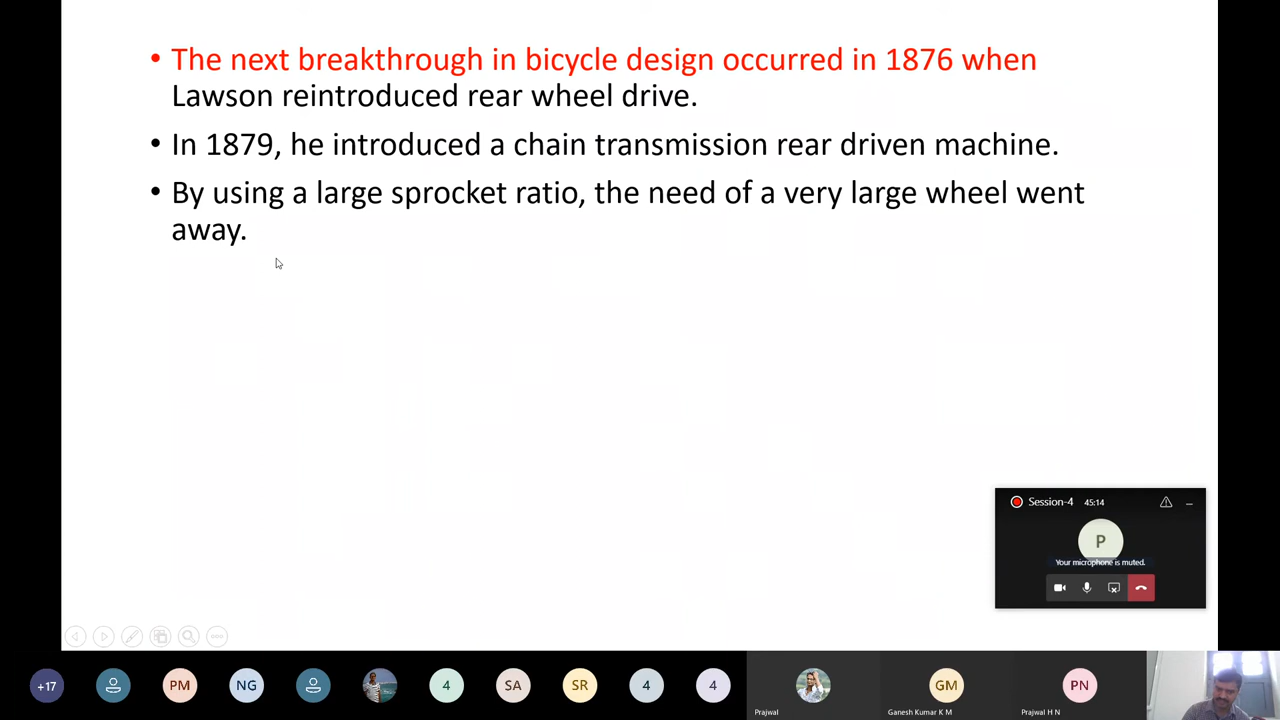 • The next breakthrough in bicycle design occurred in 1876 when
Lawson reintroduced rear wheel drive.
• In 1879, he introduced a chain transmission rear driven machine.
• By using a large sprocket ratio, the need of a very large wheel went
away.
Session-4 45:14
P
Your microphone is muted.
+17 PM NG 4 SA SR 4 4 GM PN
Prajwal Ganesh Kumar K M Prajwal H N